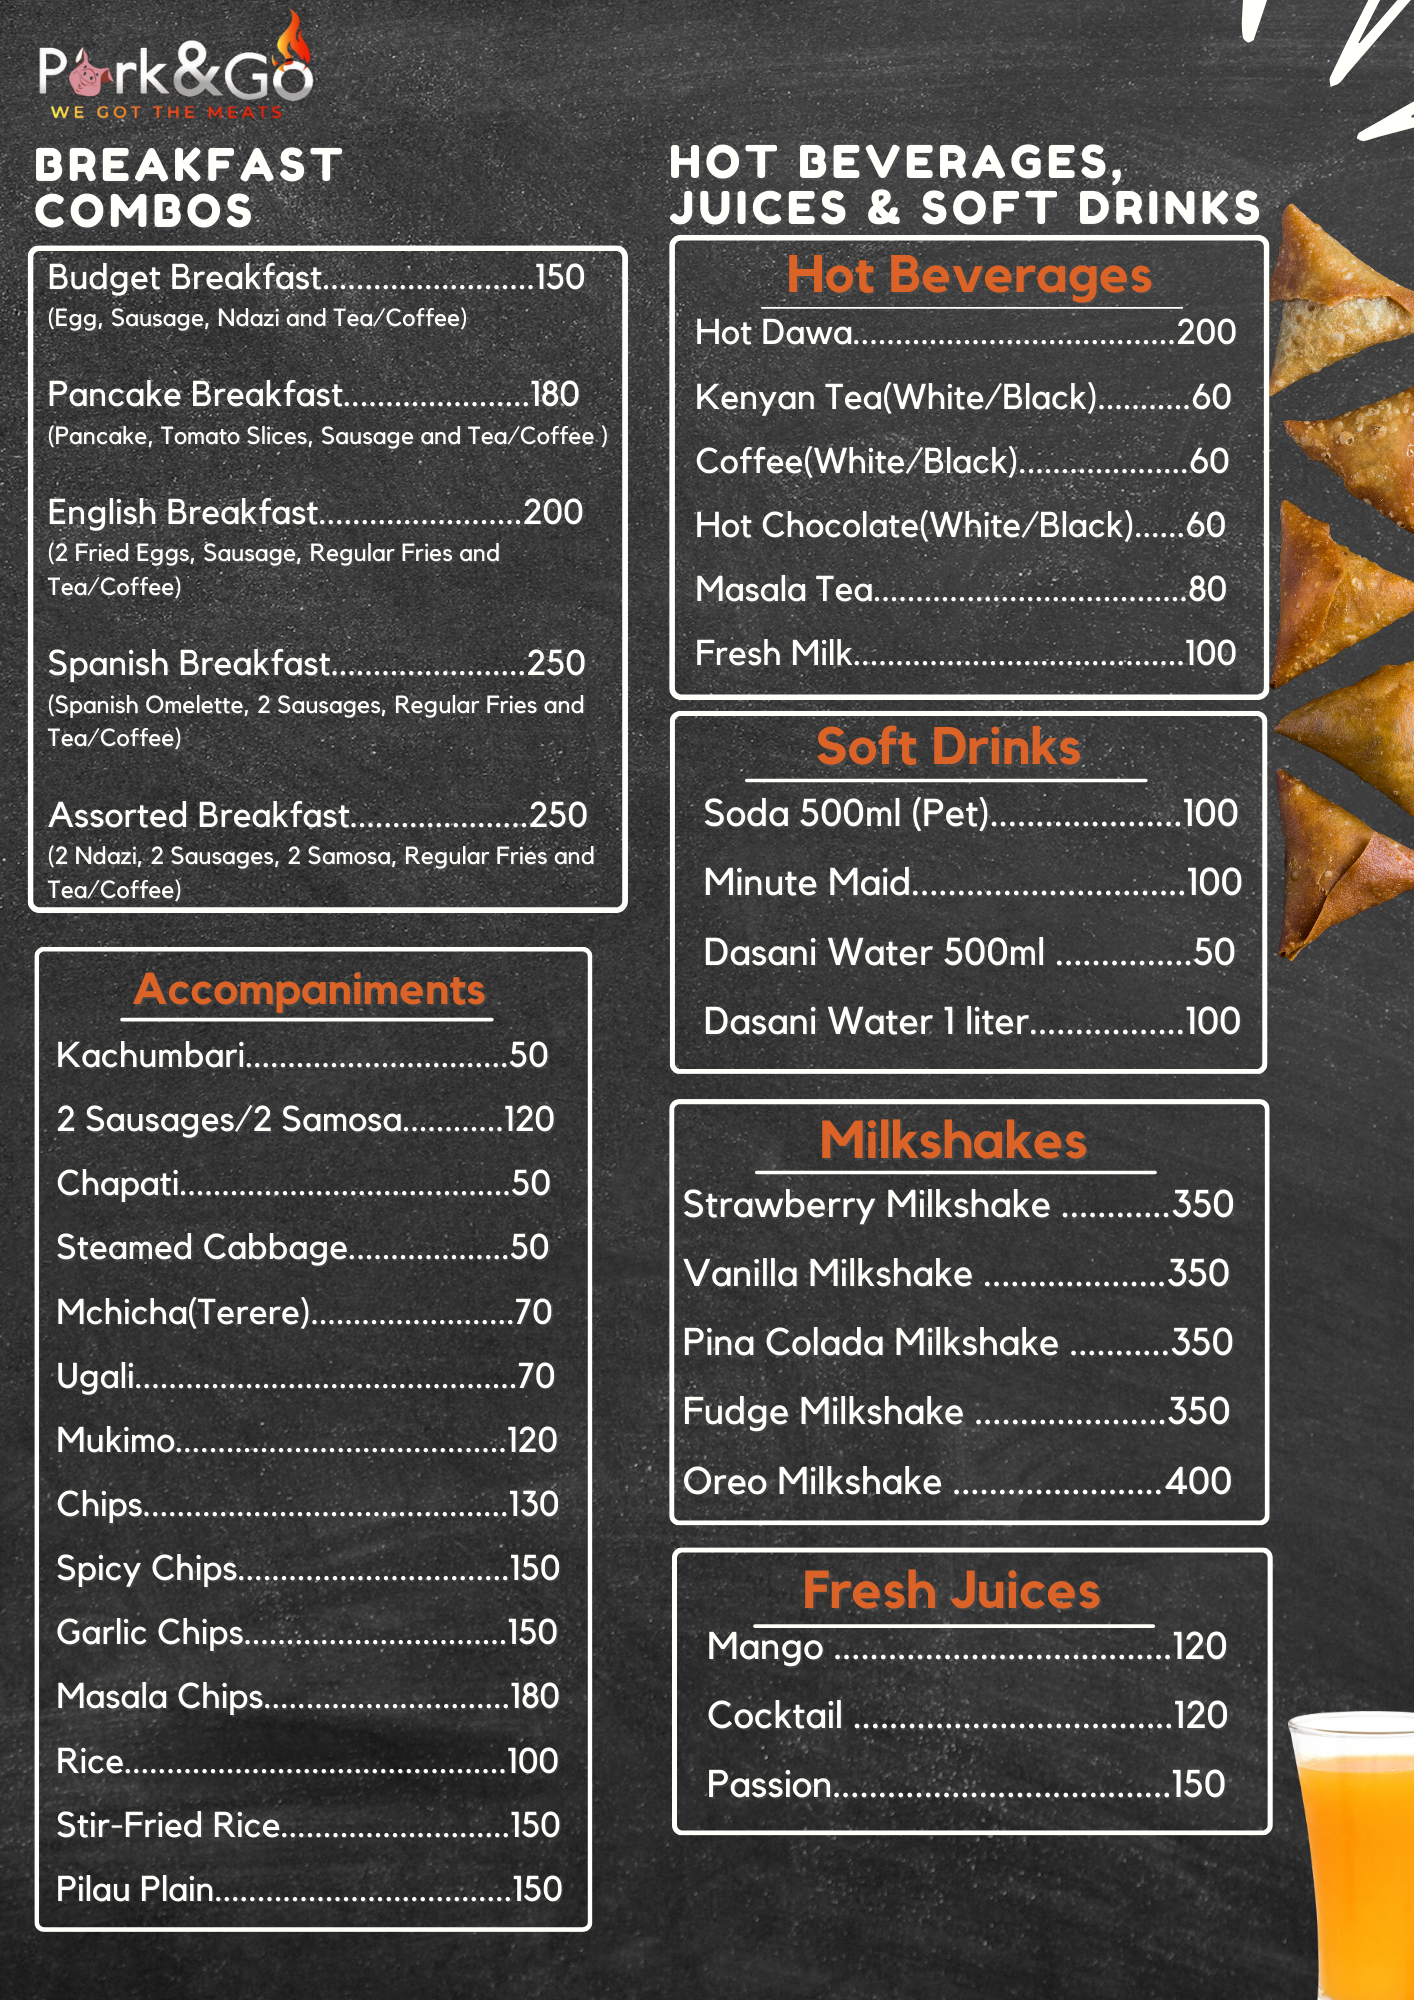 Pork&Go
WE GOT THE MEATS
BREAKFAST
COMBOS
Budget Breakfast.........................150
(Egg, Sausage, Ndazi and Tea/Coffee)
Pancake Breakfast......................180
(Pancake, Tomato Slices, Sausage and Tea/Coffee )
English Breakfast........................200
(2 Fried Eggs, Sausage, Regular Fries and
Tea/Coffee)
Spanish Breakfast.......................250
(Spanish Omelette, 2 Sausages, Regular Fries and
Tea/Coffee)
Assorted Breakfast.....................250
(2 Ndazi, 2 Sausages, 2 Samosa, Regular Fries and
Tea/Coffee)
Accompaniments
Kachumbari...............................50
2 Sausages/2 Samosa............120
Chapati.......................................50
Steamed Cabbage...................50
Mchicha(Terere)........................70
Ugali.............................................70
Mukimo.......................................120
Chips...........................................130
Spicy Chips................................150
Garlic Chips...............................150
Masala Chips.............................180
Rice.............................................100
Stir-Fried Rice...........................150
Pilau Plain...................................150
HOT BEVERAGES,
JUICES & SOFT DRINKS
Hot Beverages
Hot Dawa......................................200
Kenyan Tea(White/Black)...........60
Coffee(White/Black)....................60
Hot Chocolate(White/Black)......60
Masala Tea.....................................80
Fresh Milk.......................................100
Soft Drinks
Soda 500ml (Pet).....................100
Minute Maid..............................100
Dasani Water 500ml ...............50
Dasani Water 1 liter.................100
Milkshakes
Strawberry Milkshake ............350
Vanilla Milkshake ....................350
Pina Colada Milkshake ...........350
Fudge Milkshake .....................350
Oreo Milkshake .......................400
Fresh Juices
Mango .....................................120
Cocktail ...................................120
Passion.....................................150